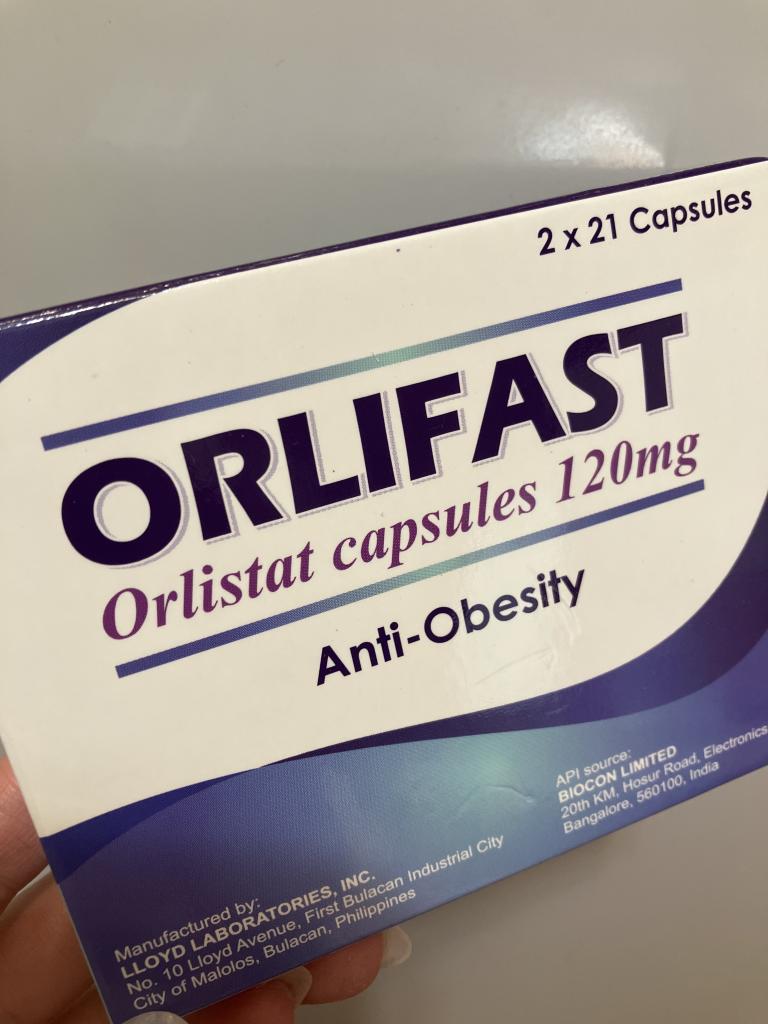 2 x 21 Capsules
ORLIFAST
Orlistat capsules 120mg
Anti-Obesity
API source:
BIOCON LIMITED
20th KM, Hosur Road, Electronics
Bangalore, 560100, India
Manufactured by:
LLOYD LABORATORIES, INC.
No. 10 Lloyd Avenue, First Bulacan Industrial City
City of Malolos, Bulacan, Philippines